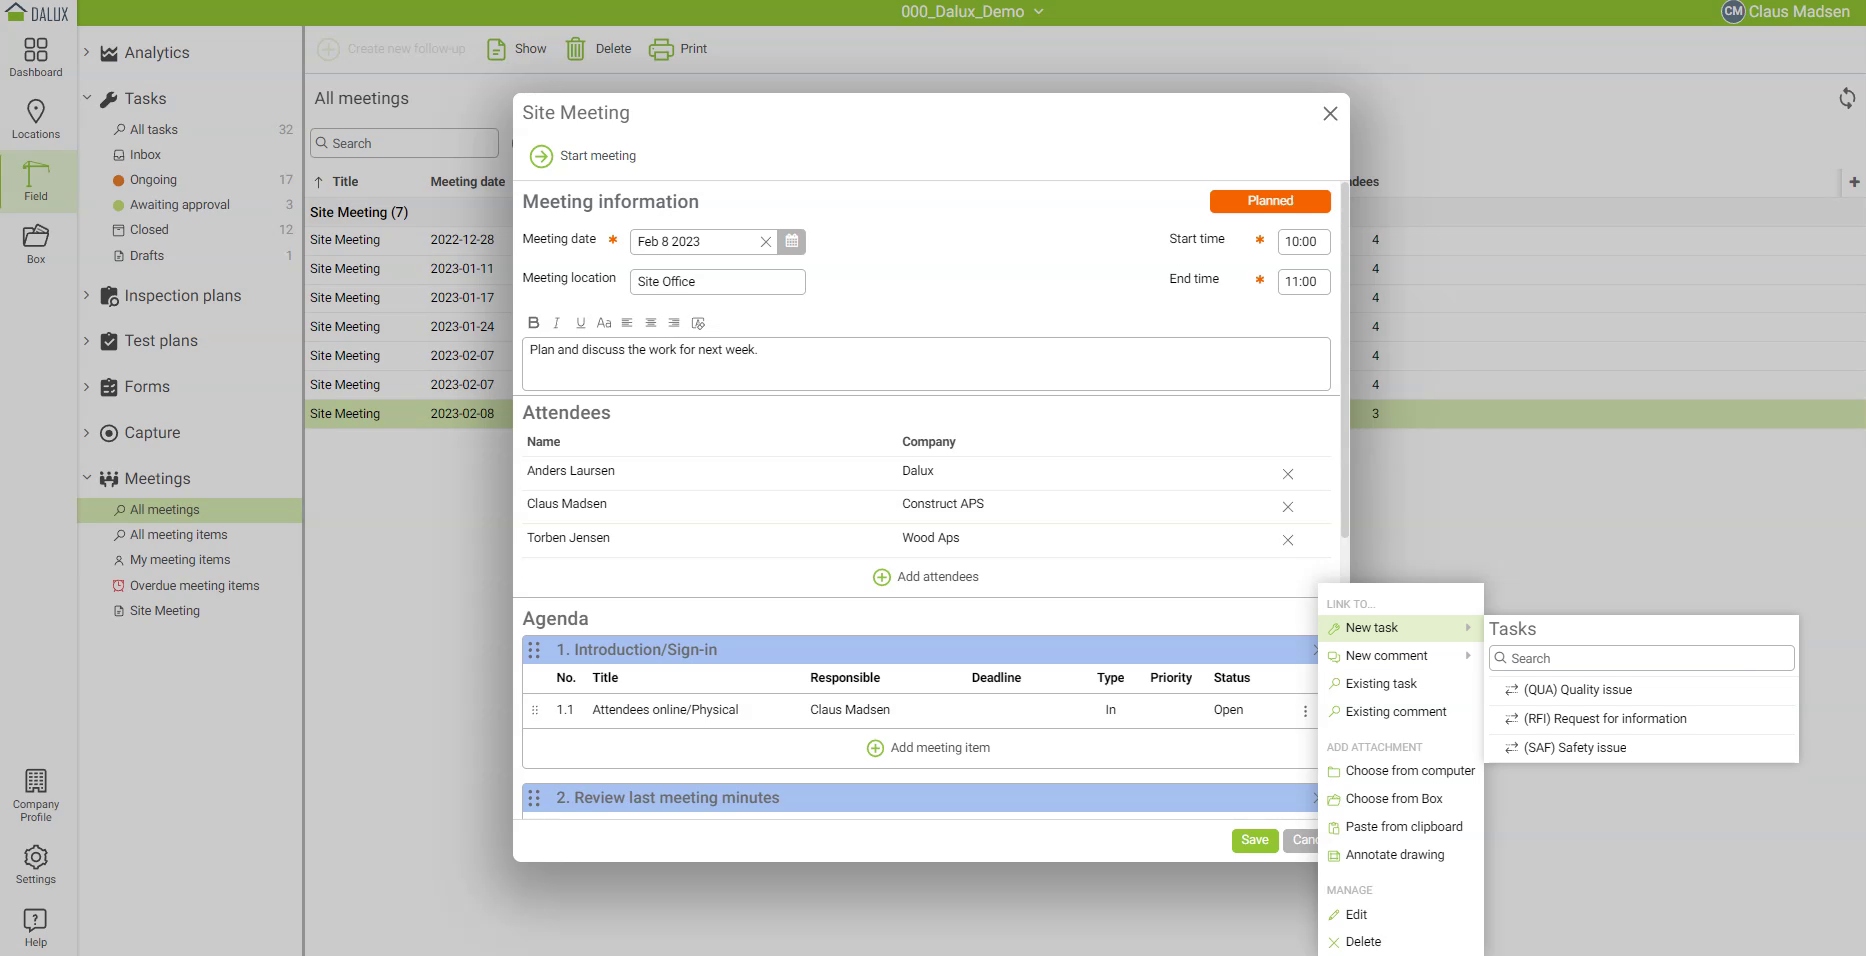 DALUX
000_Dalux_Demo
CM Claus Madsen
Dashboard
Locations
Field
Box
Company
Profile
Settings
Help
Analytics
Tasks
All tasks 32
Inbox
Ongoing 17
Awaiting approval 3
Closed 12
Drafts 1
Inspection plans
Test plans
Forms
Capture
Meetings
All meetings
All meeting items
My meeting items
Overdue meeting items
Site Meeting
Create new follow-up Show Delete Print
All meetings
Search
Title Meeting date
Site Meeting (7)
Site Meeting 2022-12-28 4
Site Meeting 2023-01-11 4
Site Meeting 2023-01-17 4
Site Meeting 2023-01-24 4
Site Meeting 2023-02-07 4
Site Meeting 2023-02-07 4
Site Meeting 2023-02-08 3
Site Meeting
Start meeting
Meeting information Planned
Meeting date * Feb 8 2023 Start time * 10:00
Meeting location Site Office End time * 11:00
B I U Aa
Plan and discuss the work for next week.
Attendees
Name Company
Anders Laursen Dalux
Claus Madsen Construct APS
Torben Jensen Wood Aps
Add attendees
Agenda
1. Introduction/Sign-in
No. Title Responsible Deadline Type Priority Status
1.1 Attendees online/Physical Claus Madsen In Open
Add meeting item
2. Review last meeting minutes
Save
LINK TO...
New task
New comment
Existing task
Existing comment
ADD ATTACHMENT
Choose from computer
Choose from Box
Paste from clipboard
Annotate drawing
MANAGE
Edit
Delete
Tasks
Search
(QUA) Quality issue
(RFI) Request for information
(SAF) Safety issue